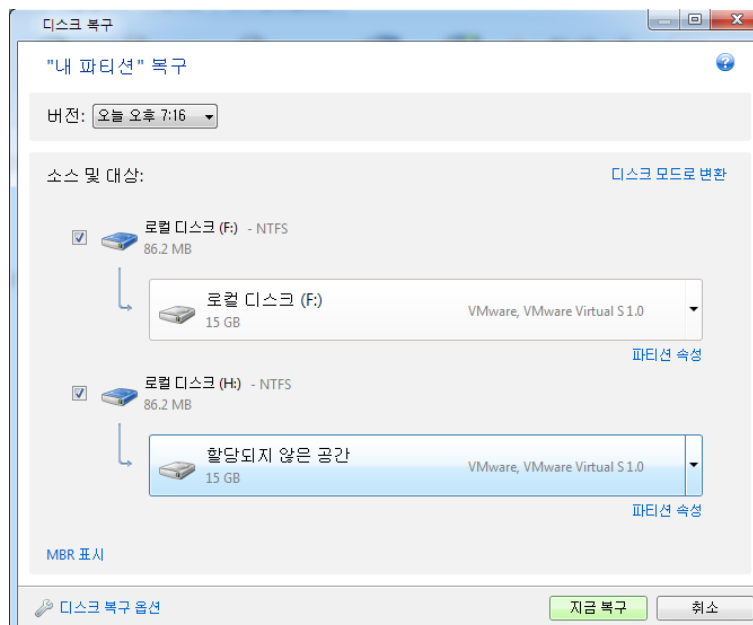 디스크 복구
"내 파티션" 복구
버전: 오늘 오후 7:16
소스 및 대상: 디스크 모드로 변환
로컬 디스크 (F:) - NTFS
86.2 MB
로컬 디스크 (F:) VMware, VMware Virtual S 1.0
15 GB
파티션 속성
로컬 디스크 (H:) - NTFS
86.2 MB
할당되지 않은 공간 VMware, VMware Virtual S 1.0
15 GB
파티션 속성
MBR 표시
디스크 복구 옵션 지금 복구 취소